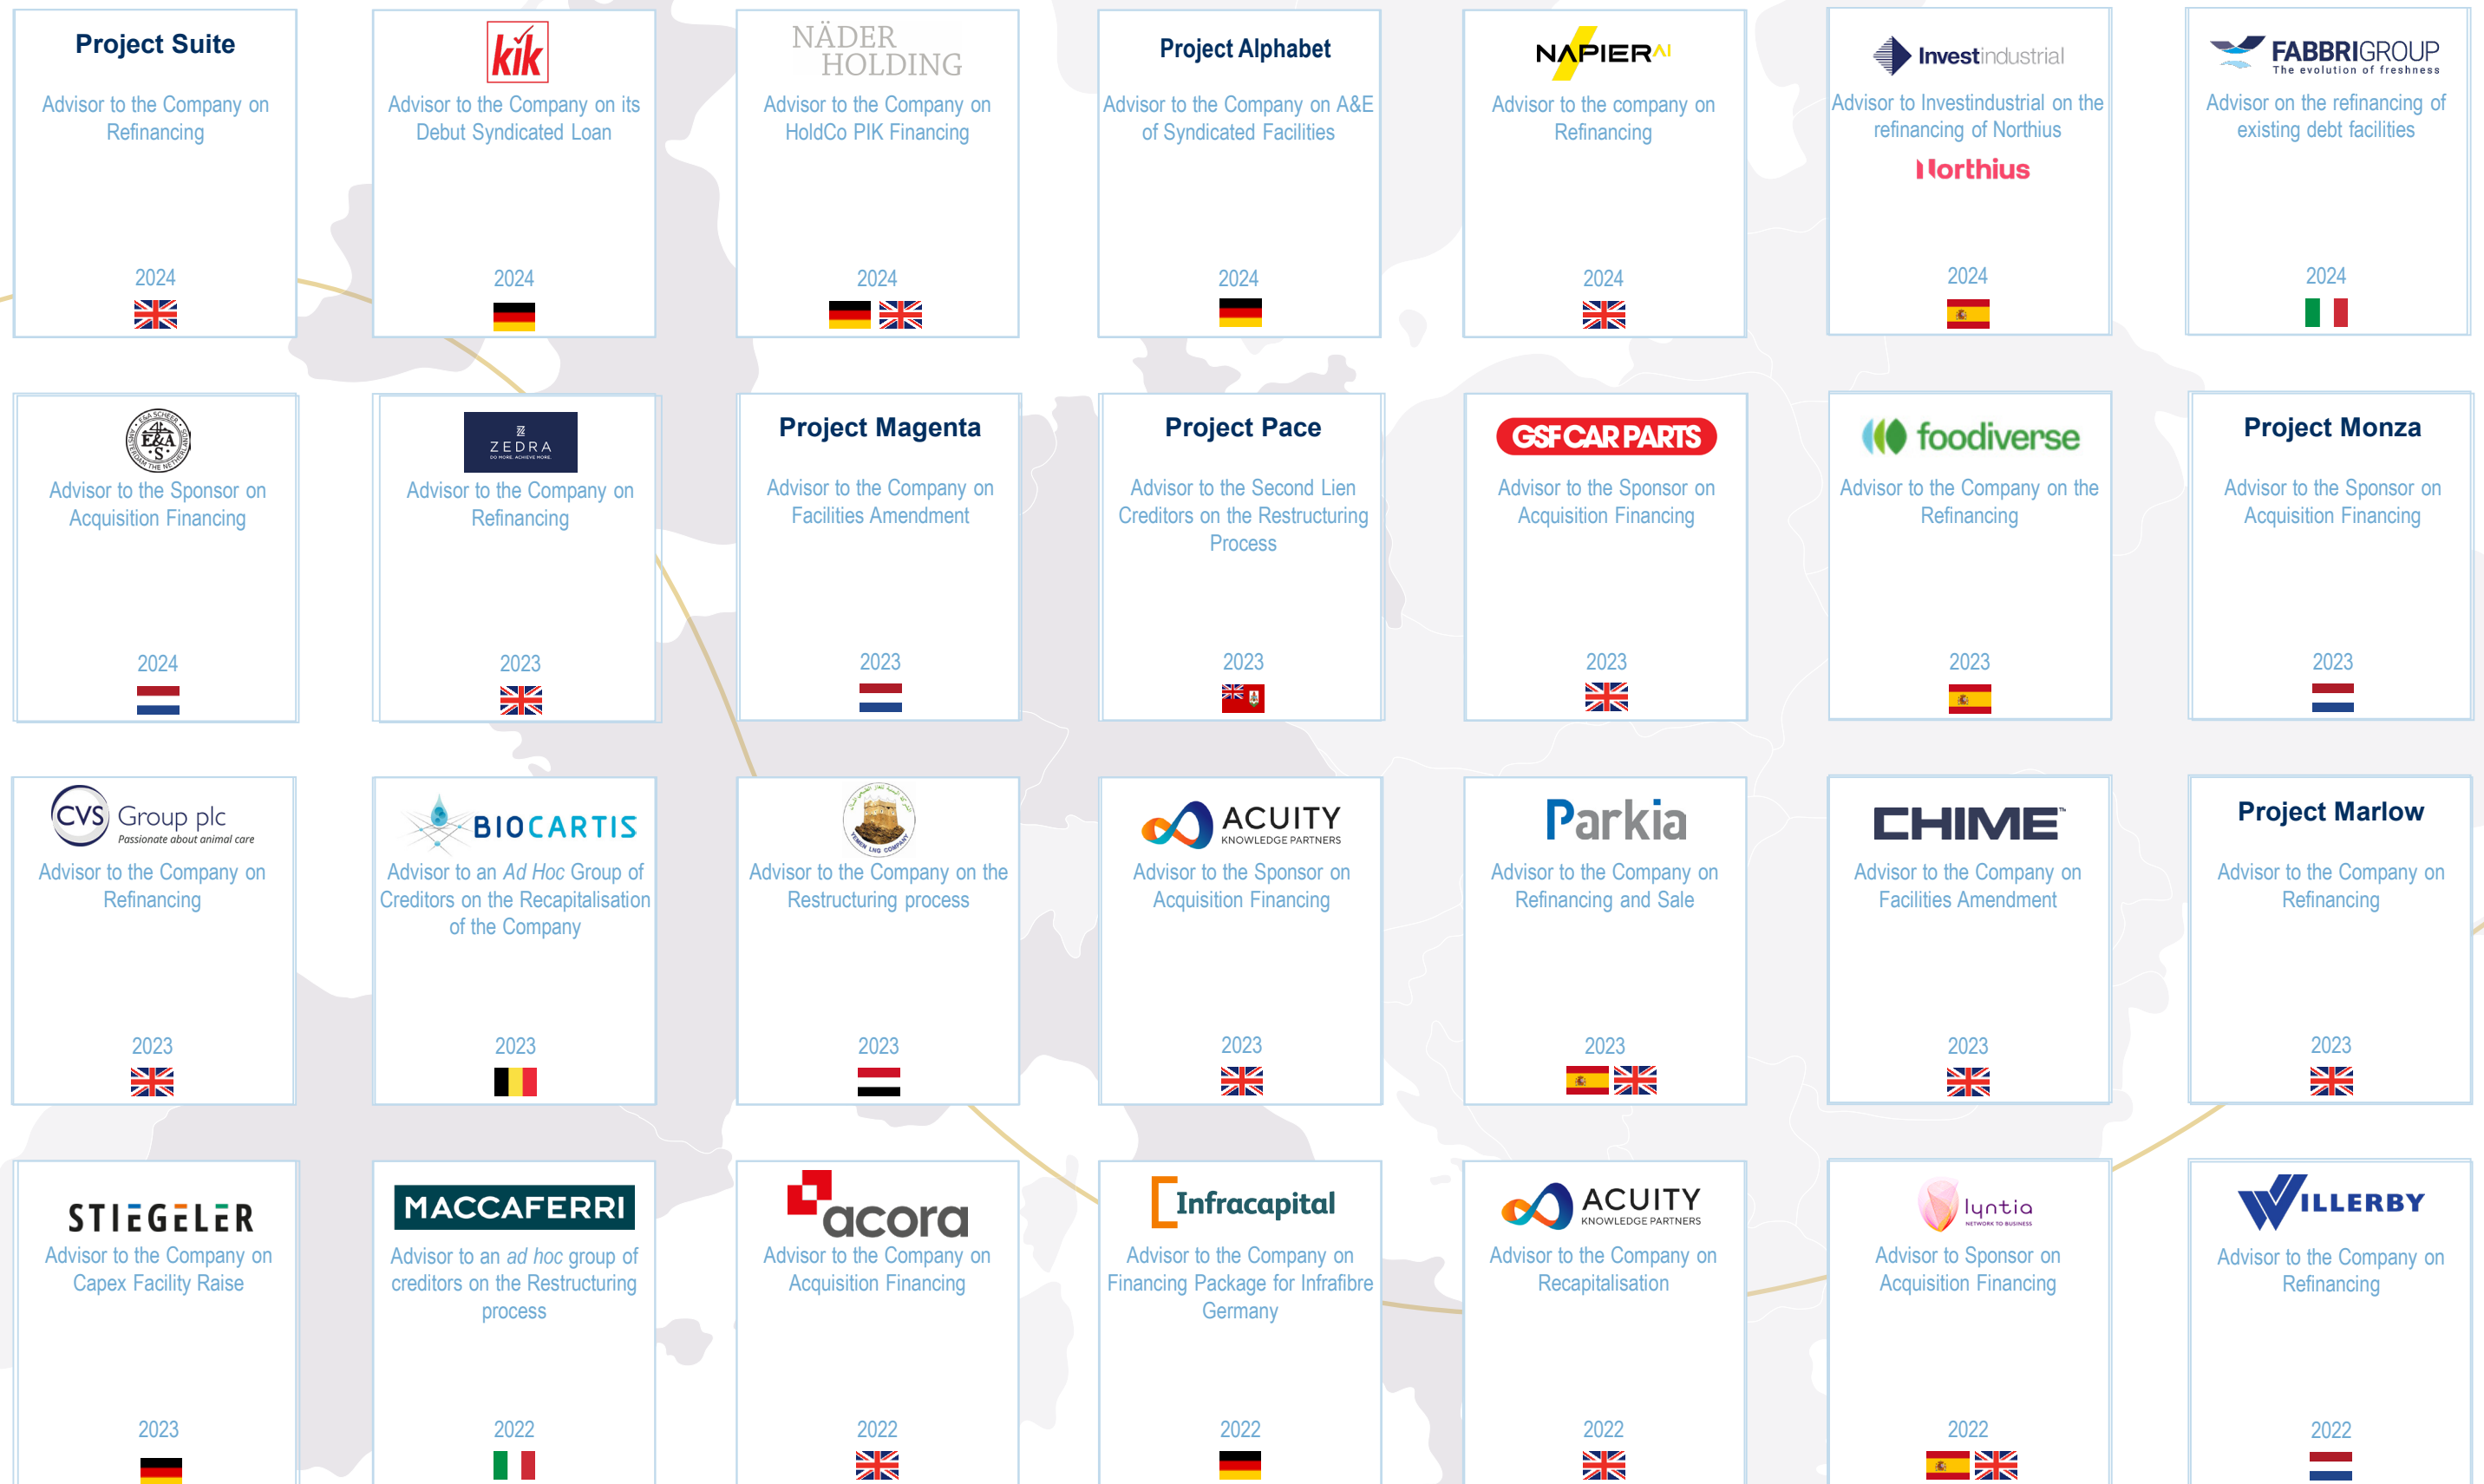 Project Suite
Advisor to the Company on
Refinancing
2024
kik
Advisor to the Company on its
Debut Syndicated Loan
2024
NÄDER
HOLDING
Advisor to the Company on
HoldCo PIK Financing
2024
Project Alphabet
Advisor to the Company on A&E
of Syndicated Facilities
2024
NAPIER AI
Advisor to the company on
Refinancing
2024
Investindustrial
Advisor to Investindustrial on the
refinancing of Northius
Northius
2024
FABBRIGROUP
The evolution of freshness
Advisor on the refinancing of
existing debt facilities
2024
E&A SCHEER
AMSTERDAM THE NETHERLANDS
E&A
S
Advisor to the Sponsor on
Acquisition Financing
2024
ZEDRA
DO MORE. ACHIEVE MORE.
Advisor to the Company on
Refinancing
2023
Project Magenta
Advisor to the Company on
Facilities Amendment
2023
Project Pace
Advisor to the Second Lien
Creditors on the Restructuring
Process
2023
GSF CAR PARTS
Advisor to the Sponsor on
Acquisition Financing
2023
foodiverse
Advisor to the Company on the
Refinancing
2023
Project Monza
Advisor to the Sponsor on
Acquisition Financing
2023
CVS Group plc
Passionate about animal care
Advisor to the Company on
Refinancing
2023
BIOCARTIS
Advisor to an Ad Hoc Group of
Creditors on the Recapitalisation
of the Company
2023
YEMEN LNG COMPANY
Advisor to the Company on the
Restructuring process
2023
ACUITY
KNOWLEDGE PARTNERS
Advisor to the Sponsor on
Acquisition Financing
2023
Parkia
Advisor to the Company on
Refinancing and Sale
2023
CHIME™
Advisor to the Company on
Facilities Amendment
2023
Project Marlow
Advisor to the Company on
Refinancing
2023
STIEGELER
Advisor to the Company on
Capex Facility Raise
2023
MACCAFERRI
Advisor to an ad hoc group of
creditors on the Restructuring
process
2022
acora
Advisor to the Company on
Acquisition Financing
2022
Infracapital
Advisor to the Company on
Financing Package for Infrafibre
Germany
2022
ACUITY
KNOWLEDGE PARTNERS
Advisor to the Company on
Recapitalisation
2022
lyntia
NETWORK TO BUSINESS
Advisor to Sponsor on
Acquisition Financing
2022
WILLERBY
Advisor to the Company on
Refinancing
2022